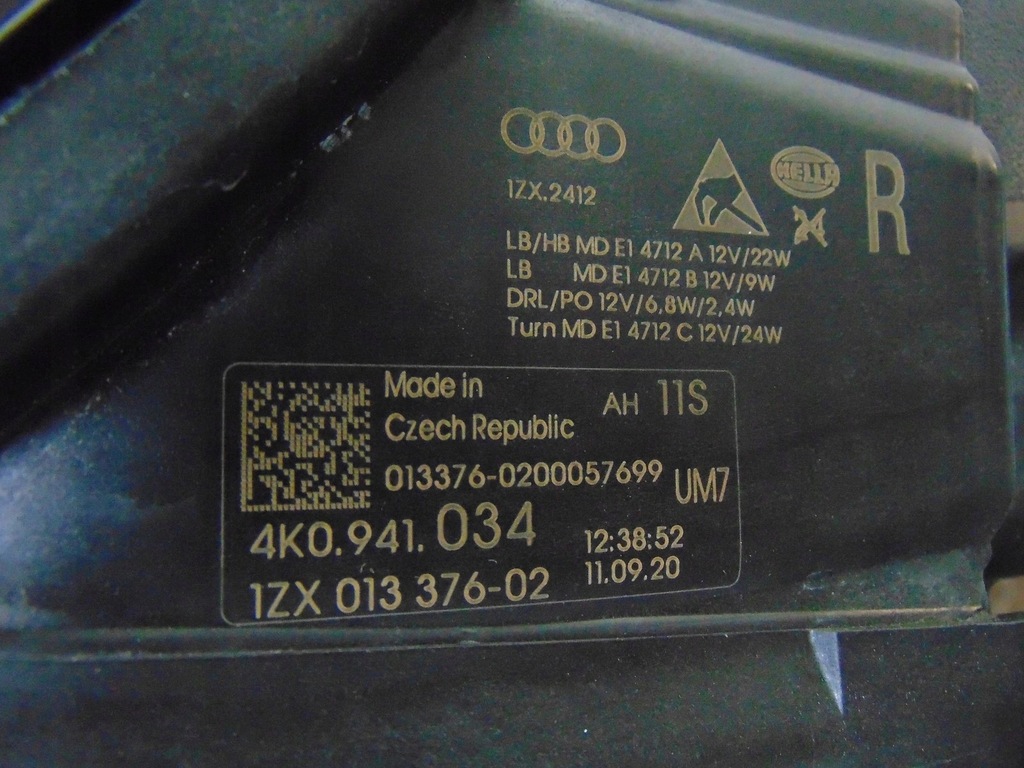 1ZX.2412
HELLA
R
24
LB/HB MD E1 4712 A 12V/22W
LB MD E1 4712 B 12V/9W
DRL/PO 12V/6,8W/2,4W
Turn MD E1 4712 C 12V/24W
Made in
Czech Republic
AH 11S
013376-0200057699
UM7
4K0.941.034
12:38:52
1ZX 013 376-02
11.09.20